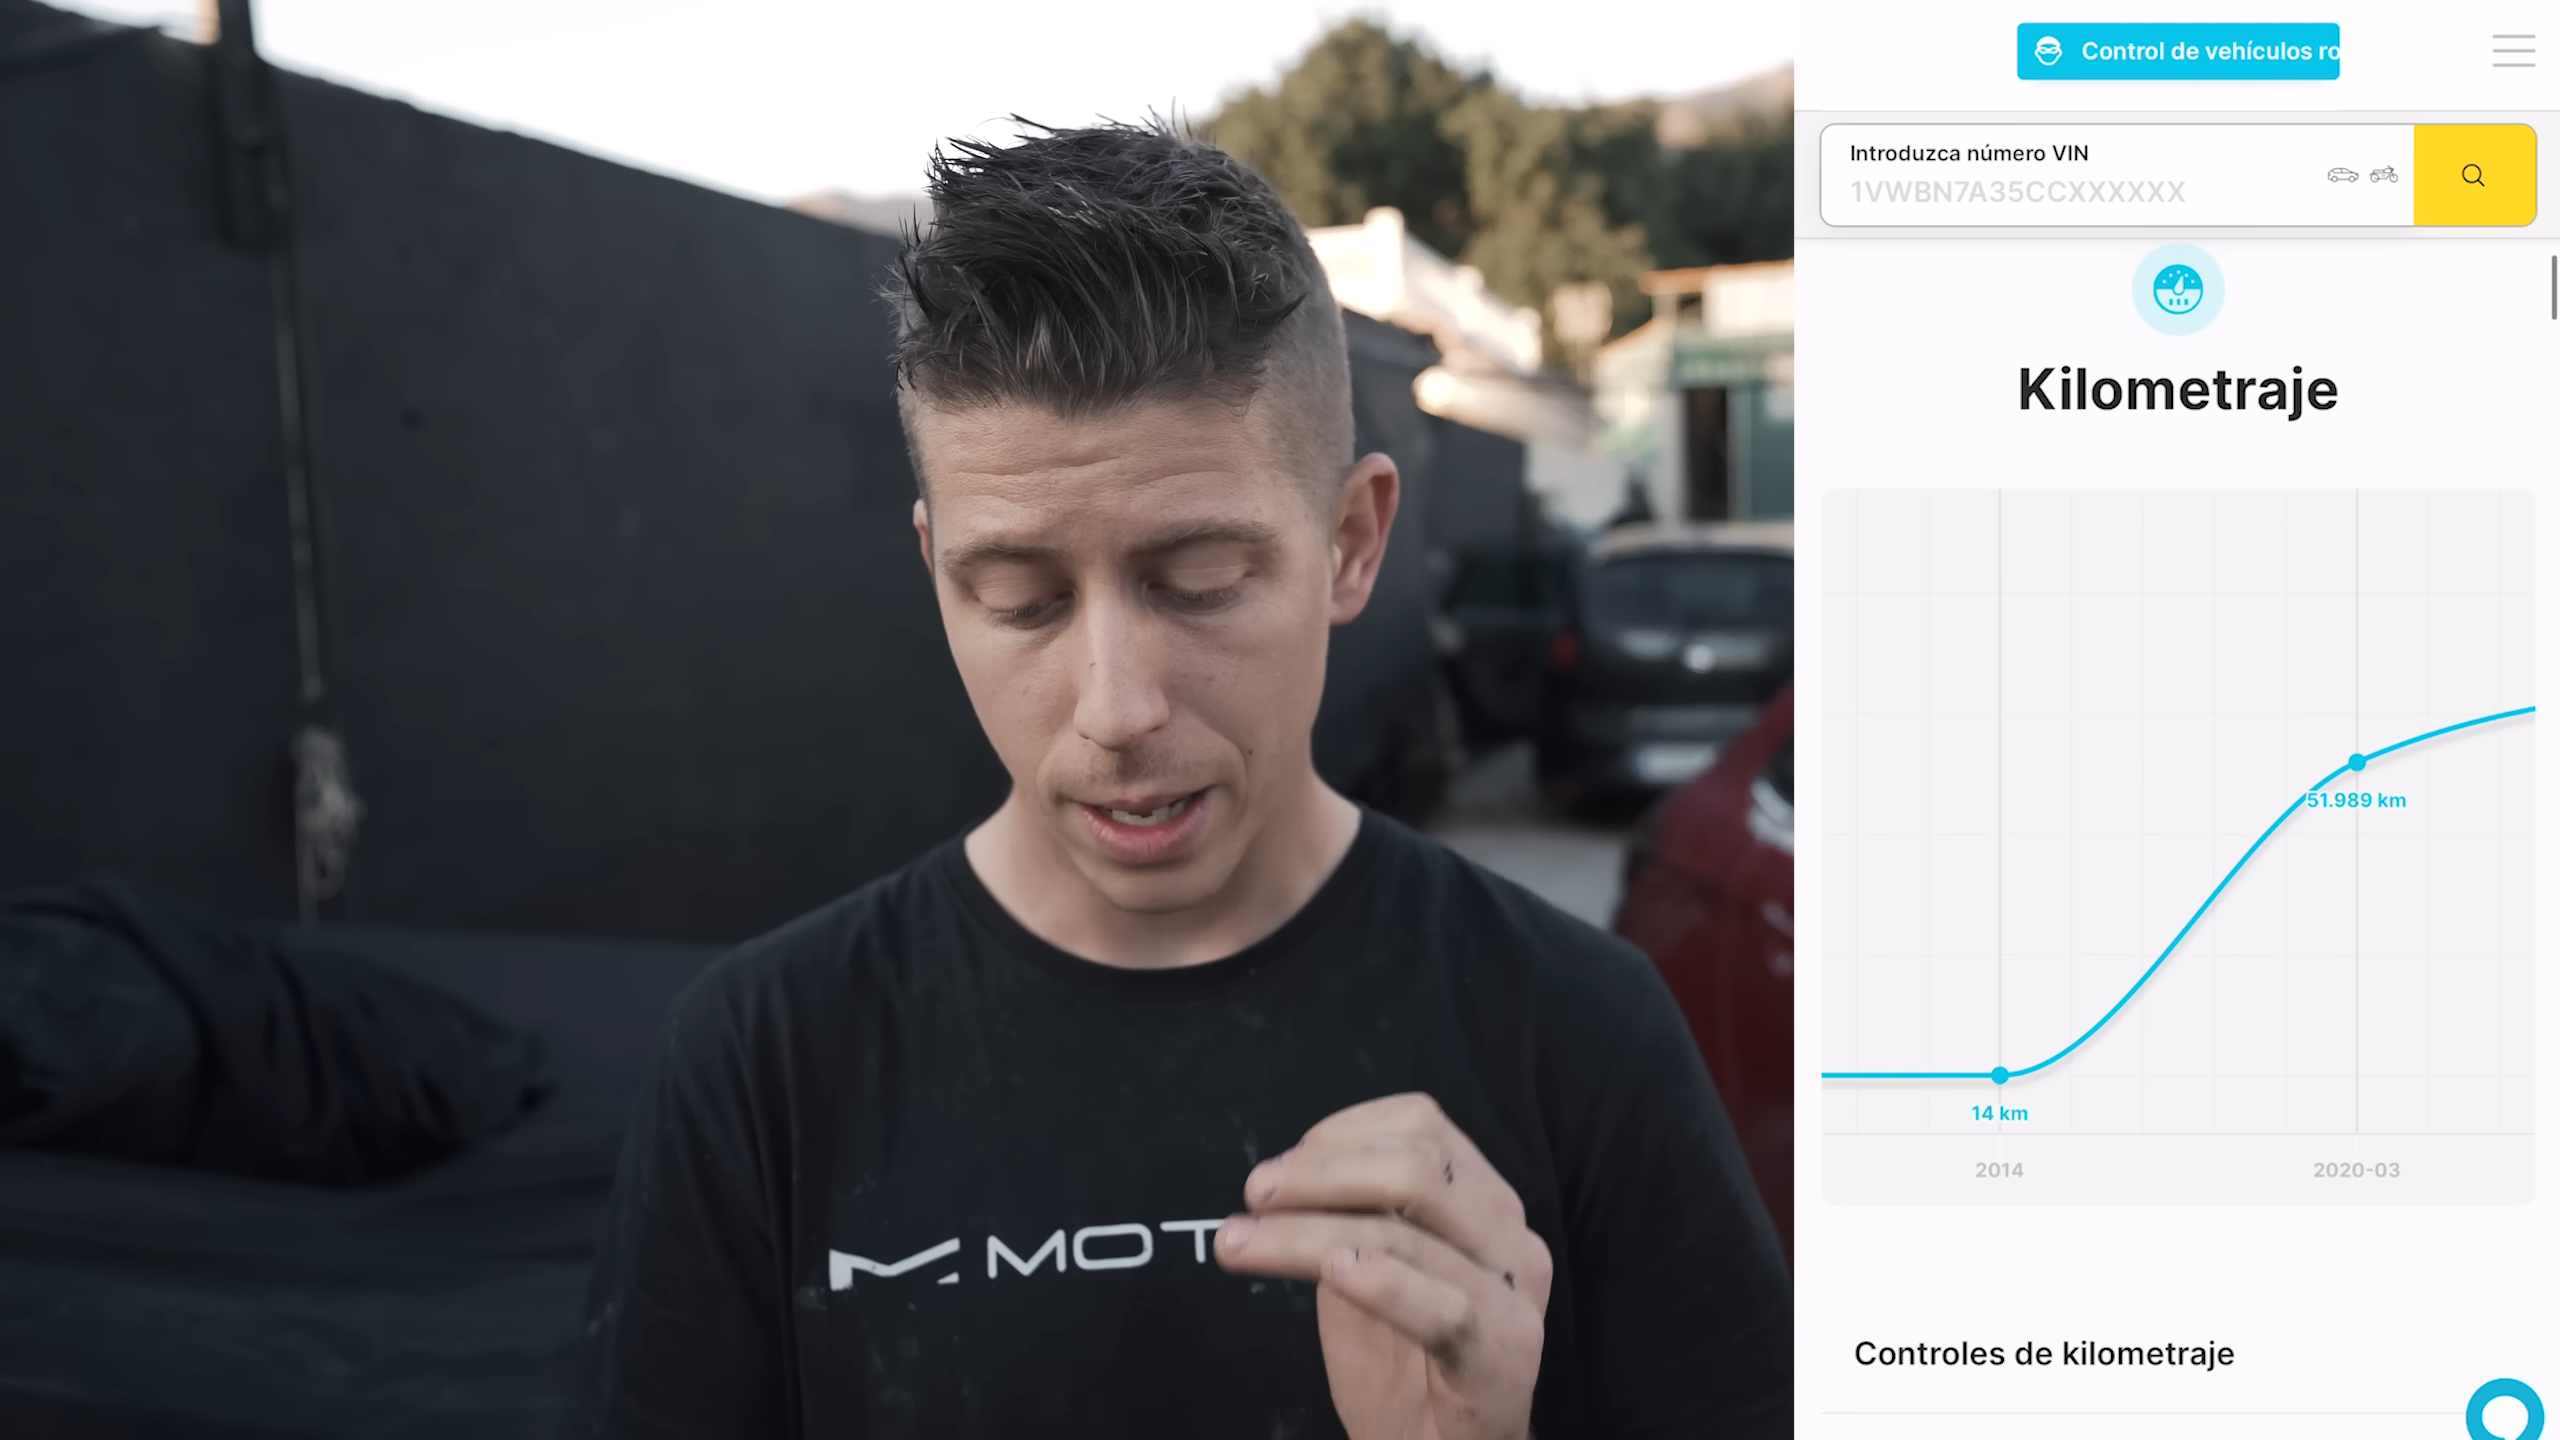 MOT
Control de vehículos ro
Introduzca número VIN
1VWBN7A35CCXXXXXX
Kilometraje
51.989 km
14 km
2014
2020-03
Controles de kilometraje